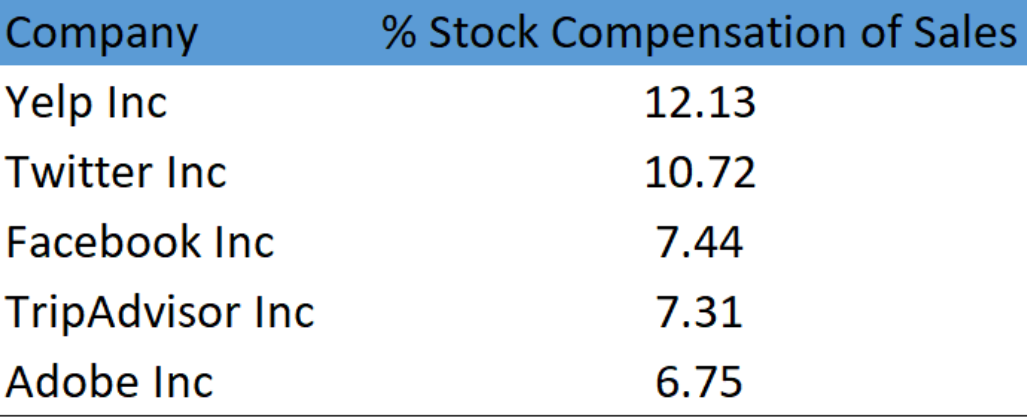 Company % Stock Compensation of Sales
Yelp Inc 12.13
Twitter Inc 10.72
Facebook Inc 7.44
TripAdvisor Inc 7.31
Adobe Inc 6.75